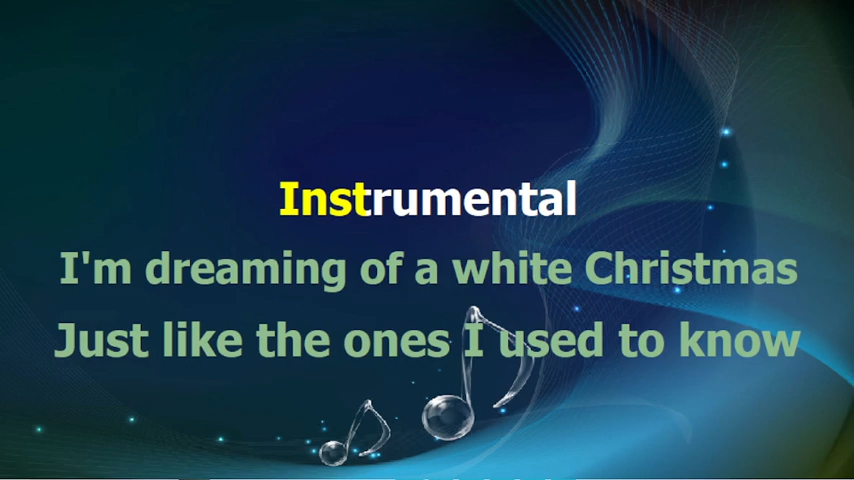 Instrumental
I'm dreaming of a white Christmas
Just like the ones I used to know